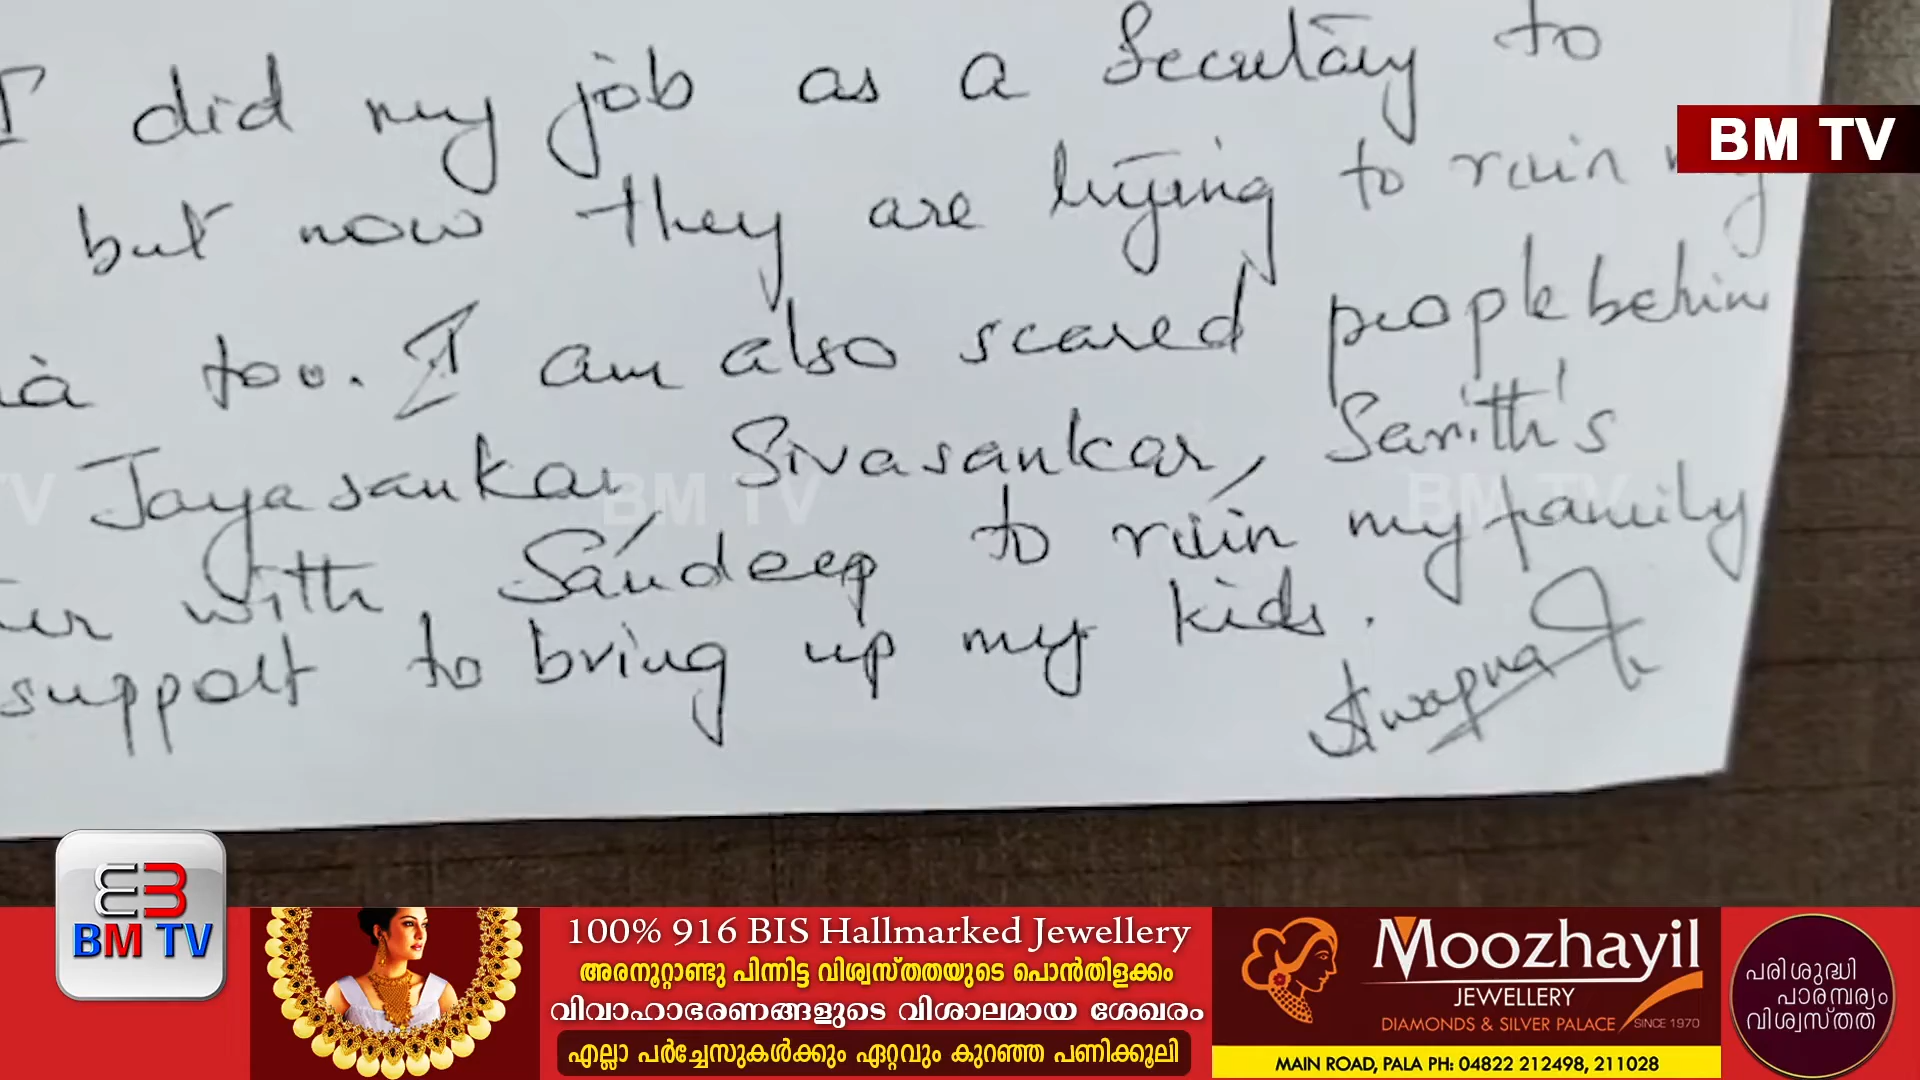 I did my job as a Secretary to
but now they are trying to ruin
too. I am also scared people behind
Jayasankar, Sivasankar, Sarith's
with, Sandeep to ruin my family
support to bring up my kids.
Swapna
BM TV
BM TV
BM TV
BM TV
100% 916 BIS Hallmarked Jewellery
അരനൂറ്റാണ്ടു പിന്നിട്ട വിശ്വസ്തതയുടെ പൊൻതിളക്കം
വിവാഹാഭരണങ്ങളുടെ വിശാലമായ ശേഖരം
എല്ലാ പർച്ചേസുകൾക്കും ഏറ്റവും കുറഞ്ഞ പണിക്കൂലി
Moozhayil
JEWELLERY
DIAMONDS & SILVER PALACE
SINCE 1970
MAIN ROAD, PALA PH: 04822 212498, 211028
പരിശുദ്ധി
പാരമ്പര്യം
വിശ്വസ്തത